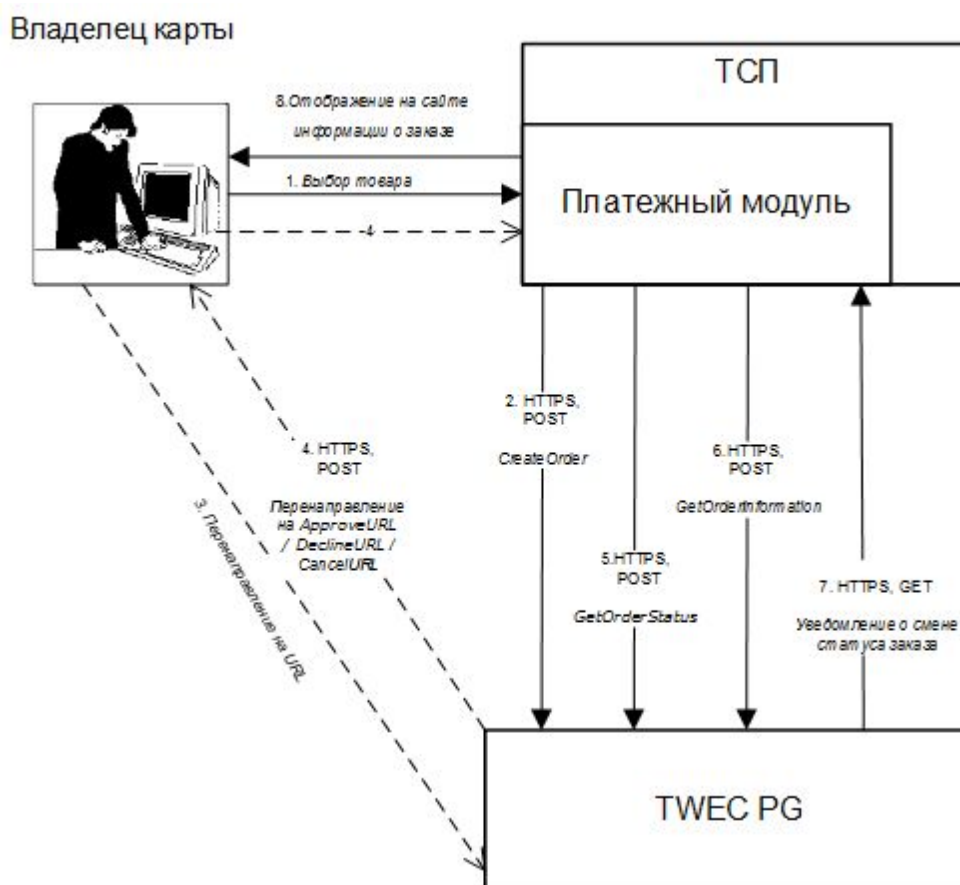 Владелец карты
ТСП
8.Отображение на сайте
информации о заказе
1. Выбор товара
Платежный модуль
4
2. HTTPS,
POST
CreateOrder
4. HTTPS,
POST
Перенаправление
на ApproveURL
/ DeclineURL /
CancelURL
6.HTTPS,
POST
GetOrderInformation
3. Перенаправление на URL
5.HTTPS,
POST
GetOrderStatus
7. HTTPS, GET
Уведомление о смене
статуса заказа
TWEC PG